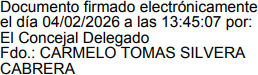 Documento firmado electrónicamente
el día 04/02/2026 a las 13:45:07 por:
El Concejal Delegado
Fdo.: CARMELO TOMAS SILVERA
CABRERA